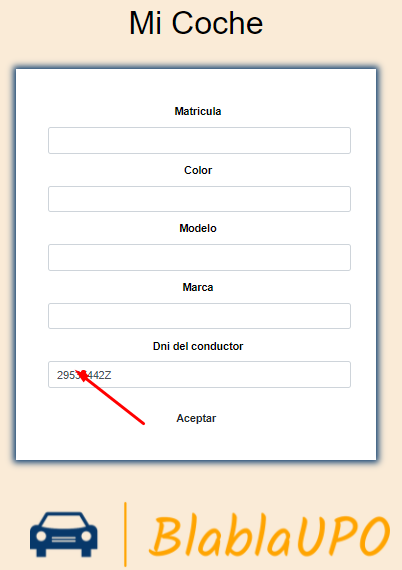 Mi Coche
Matricula
Color
Modelo
Marca
Dni del conductor
Aceptar
BlablaUPO